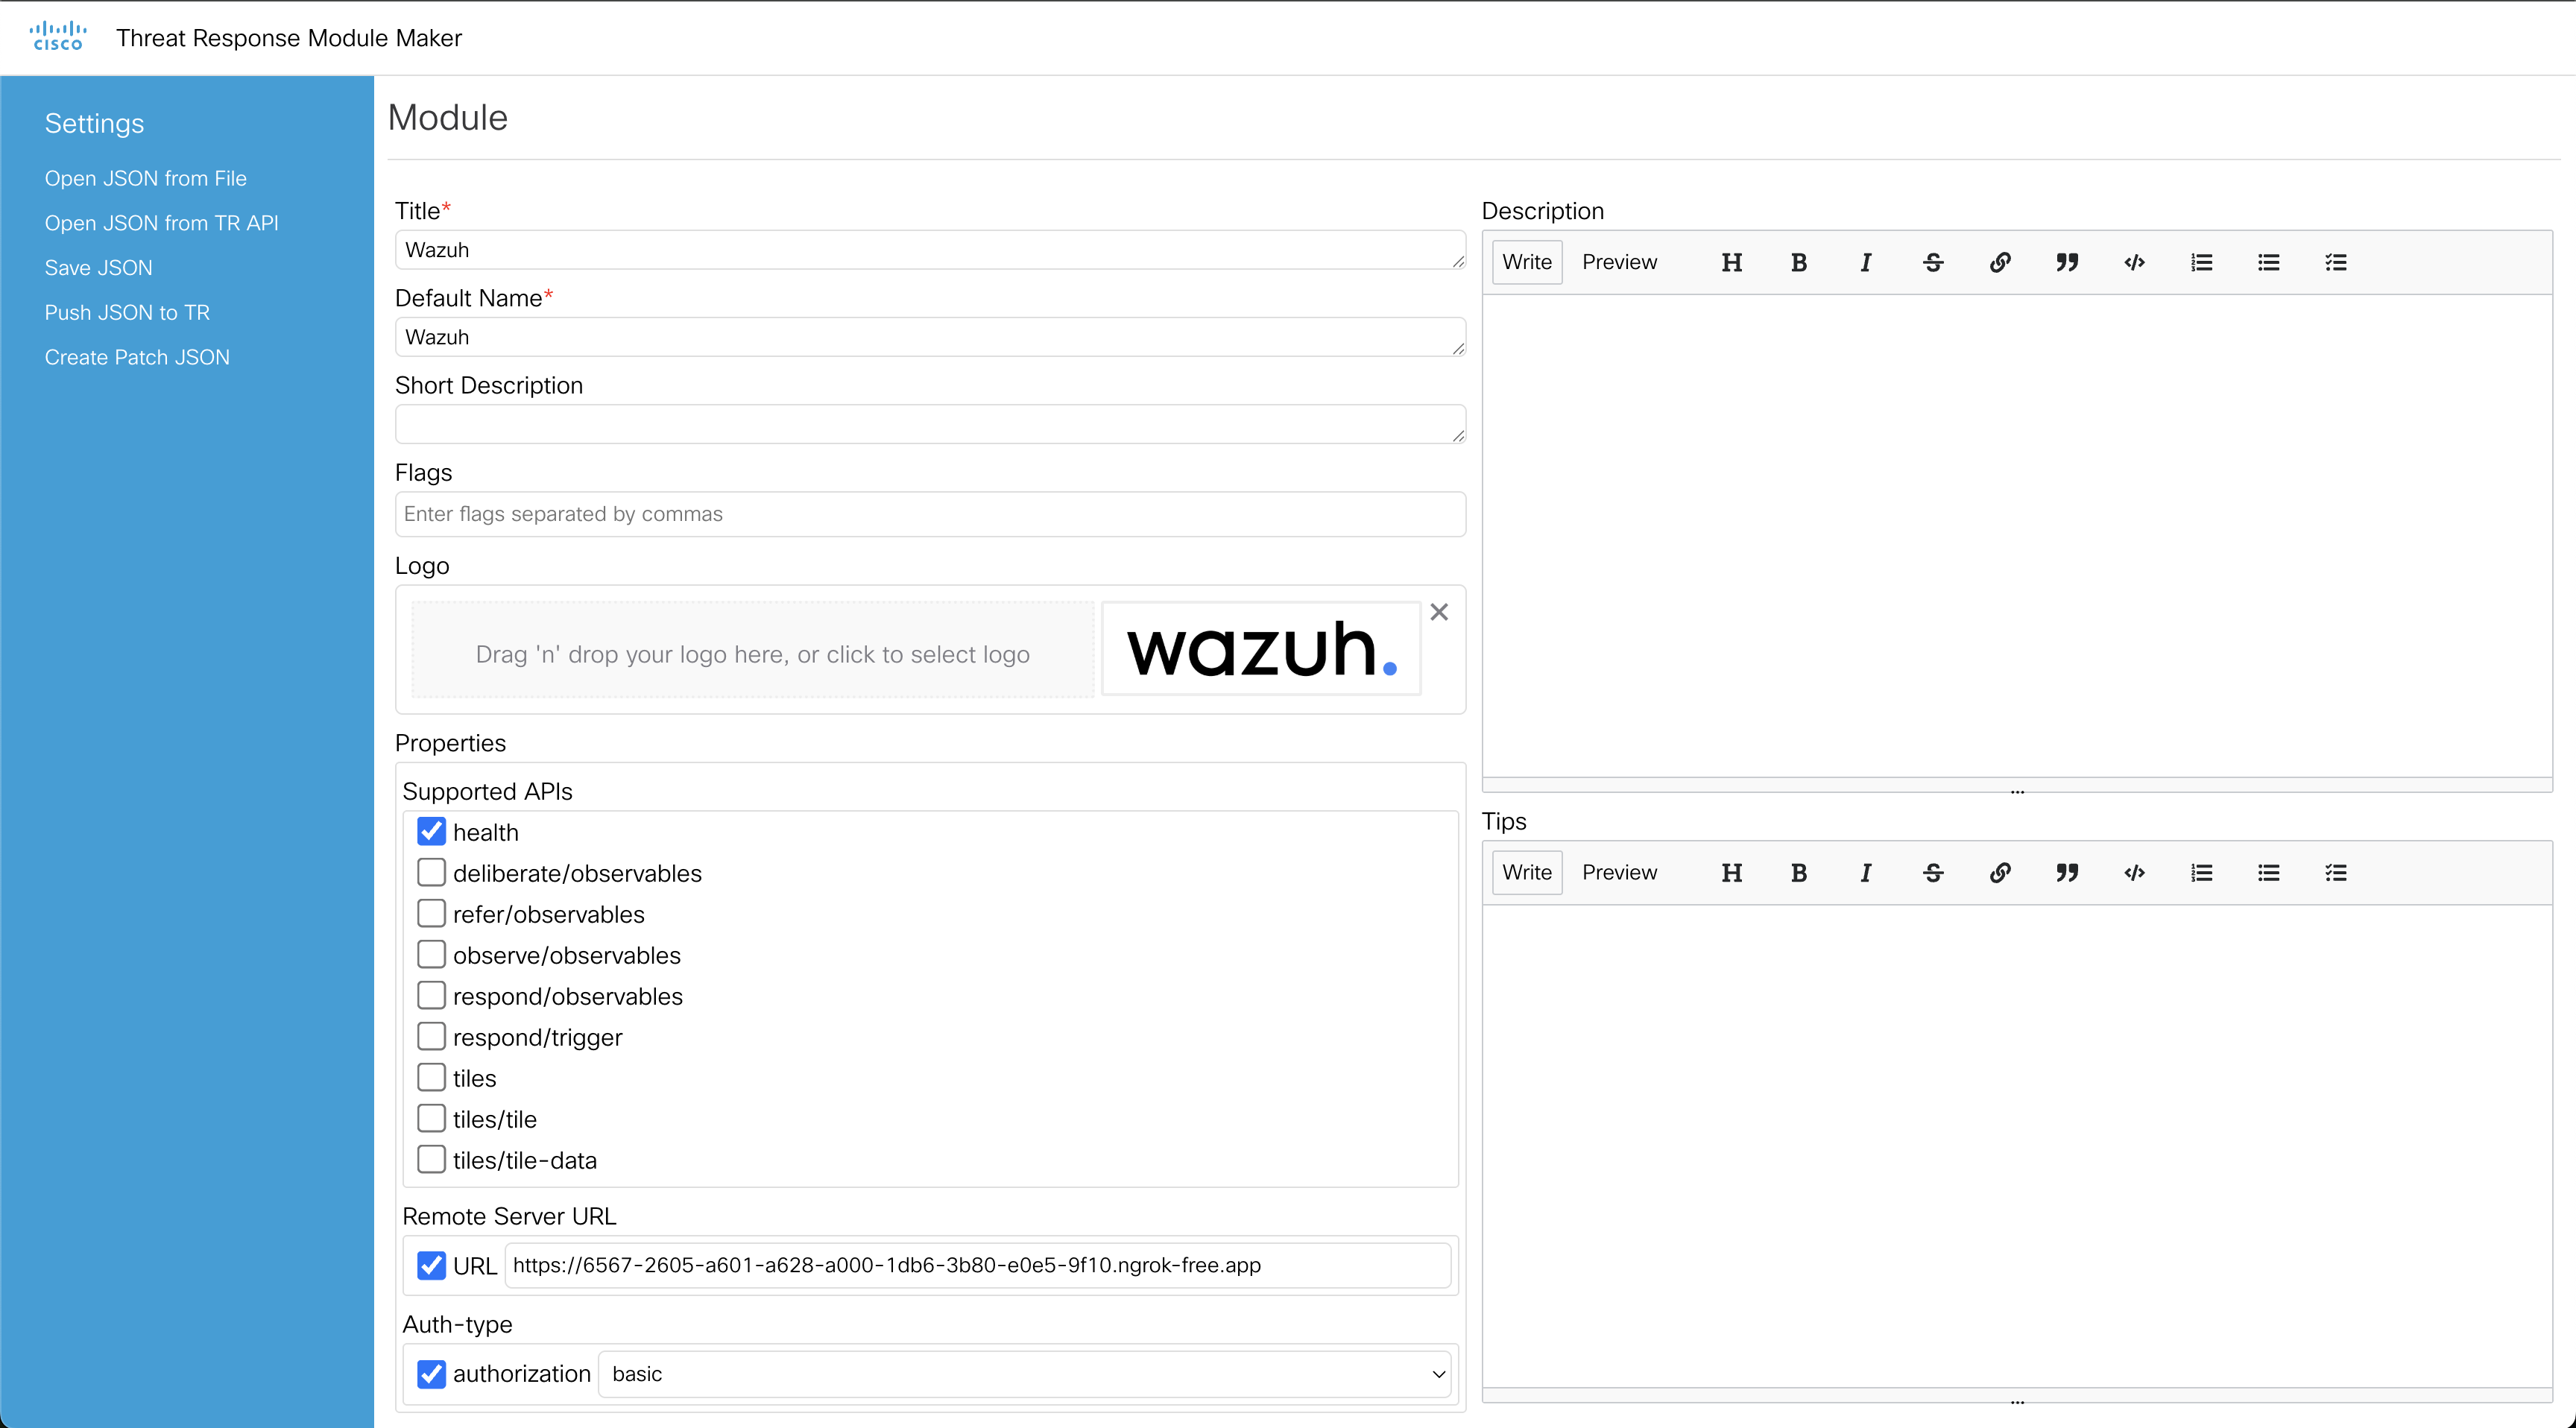 cisco
Threat Response Module Maker
Settings
Open JSON from File
Open JSON from TR API
Save JSON
Push JSON to TR
Create Patch JSON
Module
Title*
Wazuh
Default Name*
Wazuh
Short Description
Flags
Enter flags separated by commas
Logo
Drag 'n' drop your logo here, or click to select logo
wazuh.
Properties
Supported APIs
health
deliberate/observables
refer/observables
observe/observables
respond/observables
respond/trigger
tiles
tiles/tile
tiles/tile-data
Remote Server URL
URL https://6567-2605-a601-a628-a000-1db6-3b80-e0e5-9f10.ngrok-free.app
Auth-type
authorization basic
Description
Write Preview
Tips
Write Preview